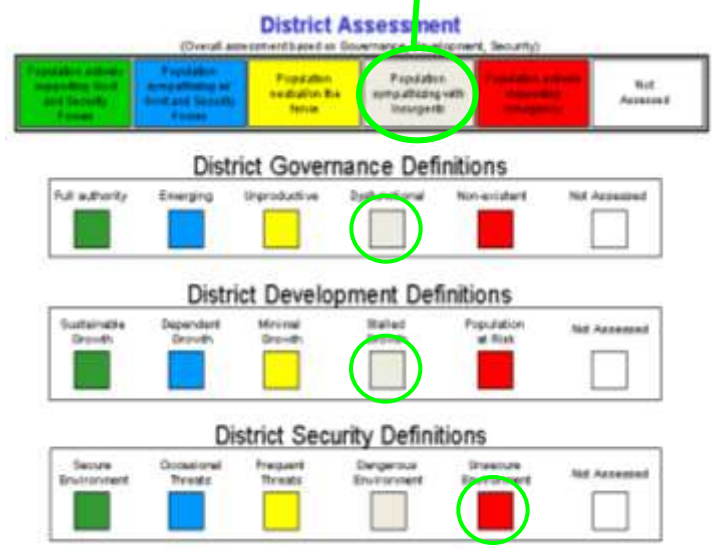 District Assessment
(Overall assessment based on Governance, Development, Security)
Population actively supporting Govt and Security Forces
Population sympathizing w/ Govt and Security Forces
Population neutral/on the fence
Population sympathizing with Insurgents
Population actively supporting Insurgency
Not Assessed
District Governance Definitions
Full authority Emerging Unproductive Dysfunctional Non-existent Not Assessed
District Development Definitions
Sustainable Growth
Dependent Growth
Minimal Growth
Stalled Growth
Population at Risk
Not Assessed
District Security Definitions
Secure Environment
Occasional Threats
Frequent Threats
Dangerous Environment
Unsecure Environment
Not Assessed